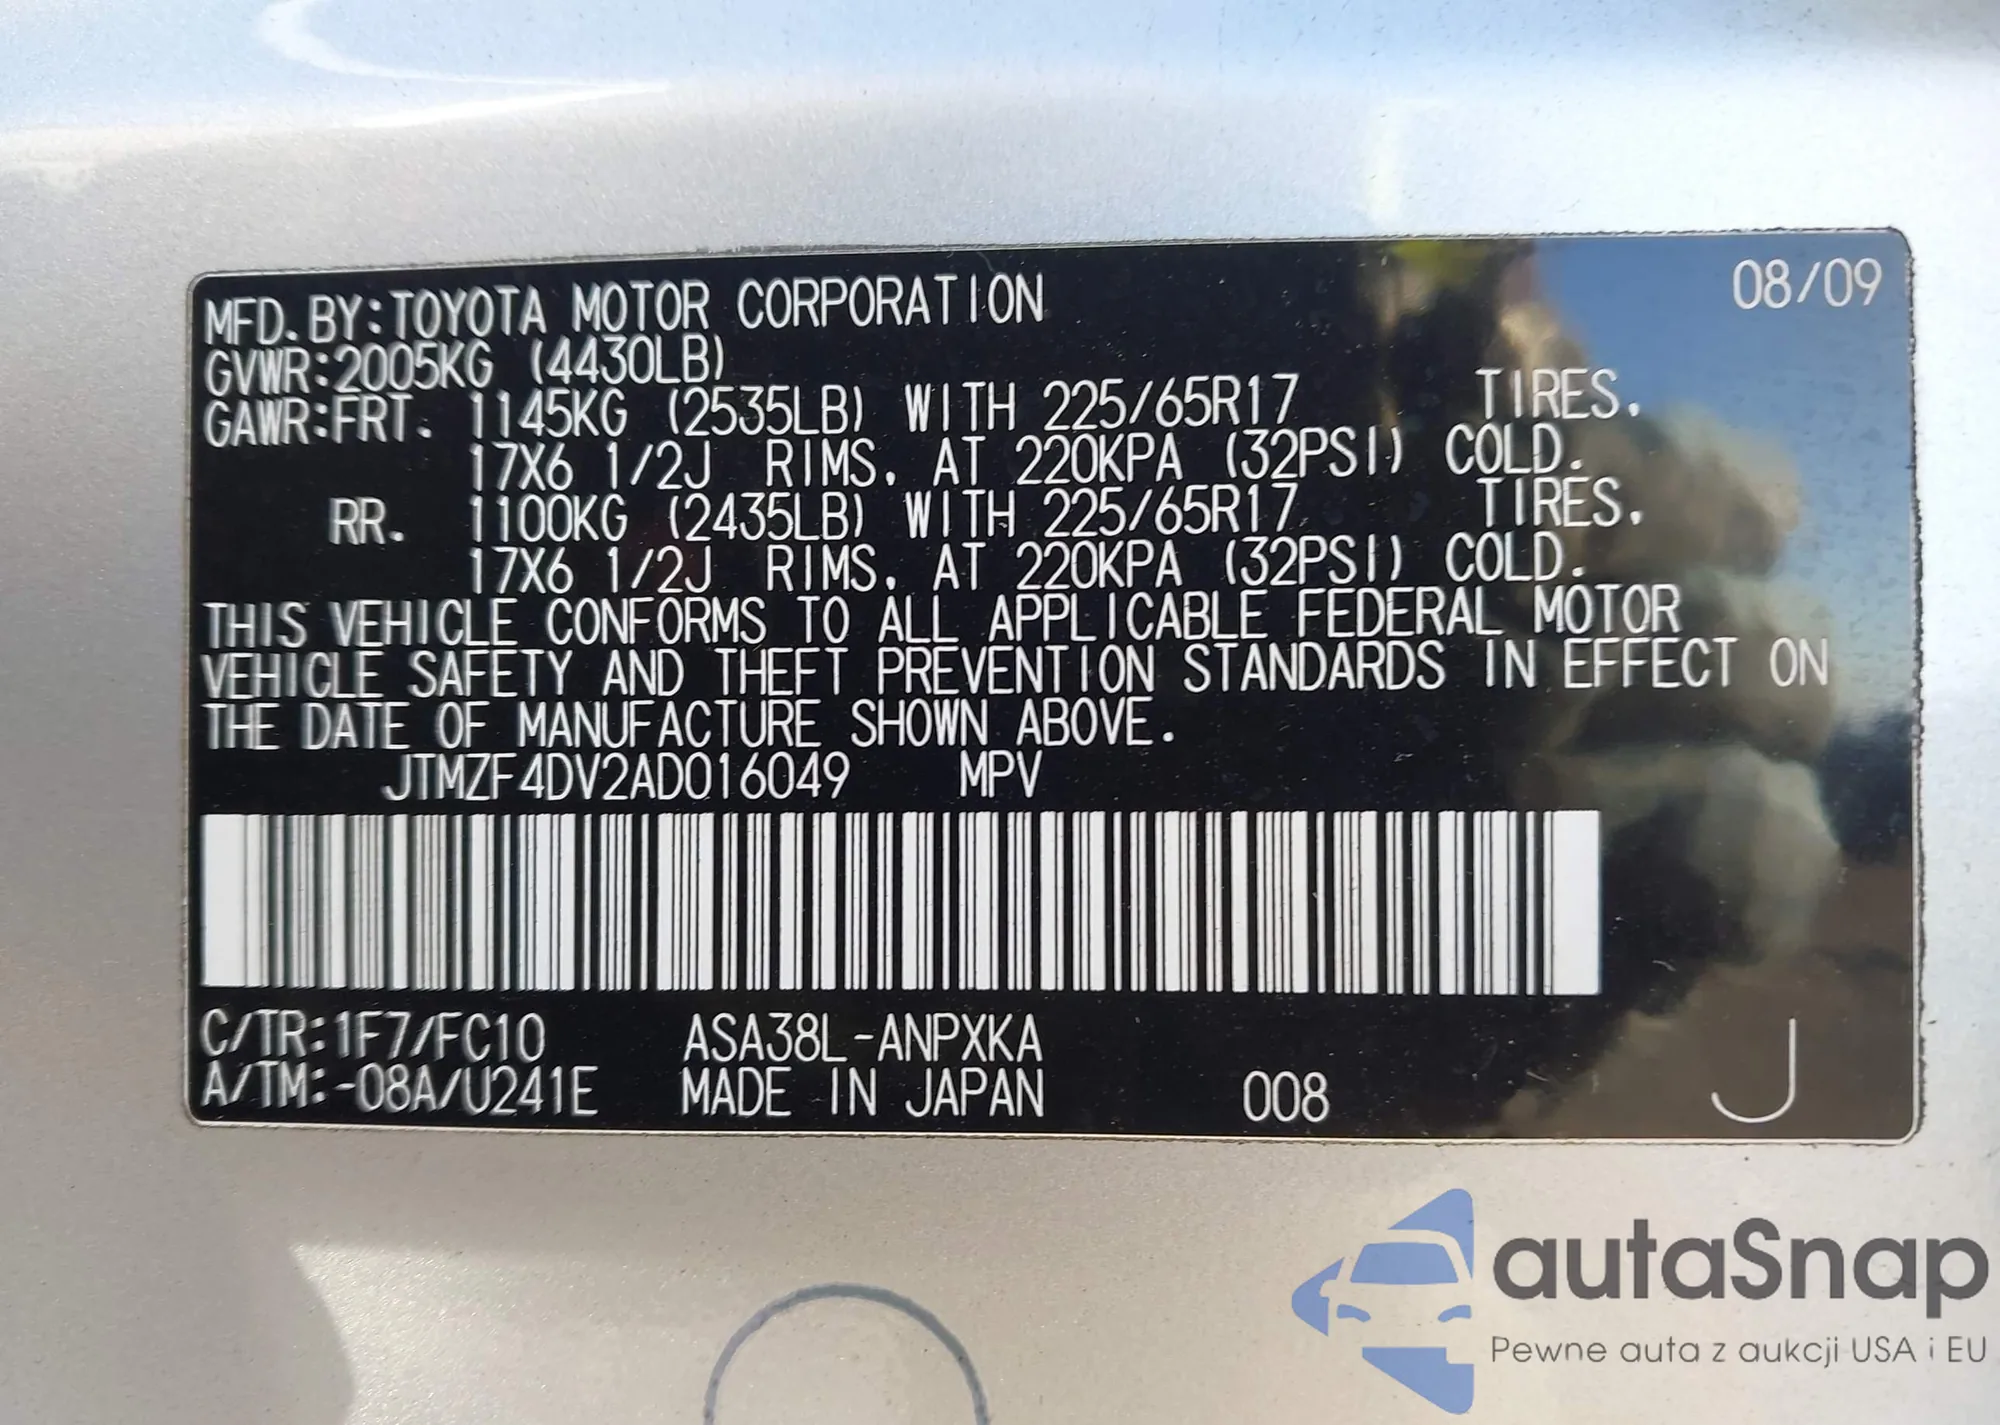 08/09
MFD. BY:TOYOTA MOTOR CORPORATION
GVWR:2005KG (4430LB)
GAWR:FRT. 1145KG (2535LB) WITH 225/65R17 TIRES.
17X6 1/2J RIMS, AT 220KPA (32PSI) COLD.
RR. 1100KG (2435LB) WITH 225/65R17 TIRES.
17X6 1/2J RIMS, AT 220KPA (32PSI) COLD.
THIS VEHICLE CONFORMS TO ALL APPLICABLE FEDERAL MOTOR
VEHICLE SAFETY AND THEFT PREVENTION STANDARDS IN EFFECT ON
THE DATE OF MANUFACTURE SHOWN ABOVE.
JTMZF4DV2AD016049 MPV
C/TR:1F7/FC10 ASA38L-ANPXKA
A/TM:-08A/U241E MADE IN JAPAN 008 J
autaSnap
Pewne auta z aukcji USA i EU